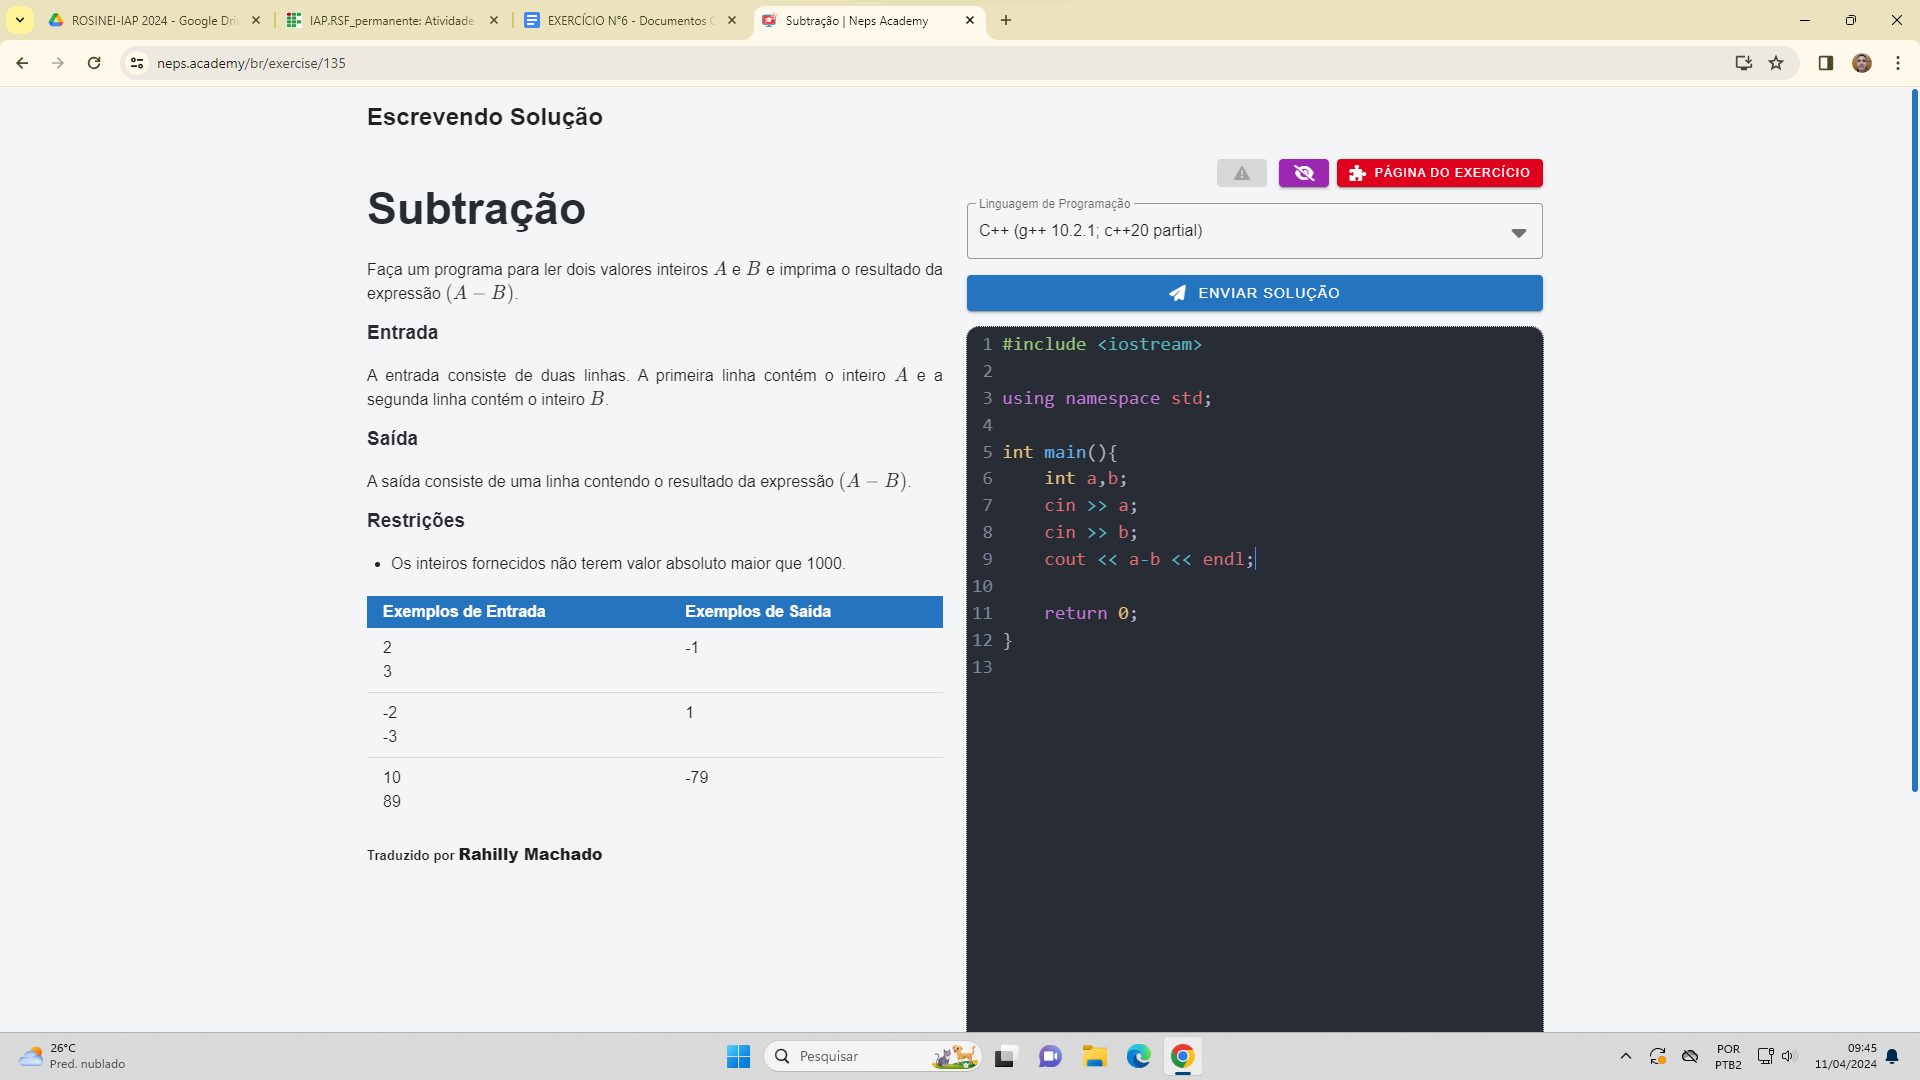 ROSINEI-IAP 2024 - Google Dri
IAP.RSF_permanente: Atividade
EXERCÍCIO N°6 - Documentos
Subtração | Neps Academy
neps.academy/br/exercise/135
Escrevendo Solução
Subtração
Faça um programa para ler dois valores inteiros A e B e imprima o resultado da
expressão (A − B).
Entrada
A entrada consiste de duas linhas. A primeira linha contém o inteiro A e a
segunda linha contém o inteiro B.
Saída
A saída consiste de uma linha contendo o resultado da expressão (A − B).
Restrições
• Os inteiros fornecidos não terem valor absoluto maior que 1000.
Exemplos de Entrada Exemplos de Saída
2 -1
3
-2 1
-3
10 -79
89
Traduzido por Rahilly Machado
PÁGINA DO EXERCÍCIO
Linguagem de Programação
C++ (g++ 10.2.1; c++20 partial)
ENVIAR SOLUÇÃO
1 #include <iostream>
2
3 using namespace std;
4
5 int main(){
6     int a,b;
7     cin >> a;
8     cin >> b;
9     cout << a-b << endl;
10
11     return 0;
12 }
13
26°C
Pred. nublado
Pesquisar
POR
PTB2
09:45
11/04/2024